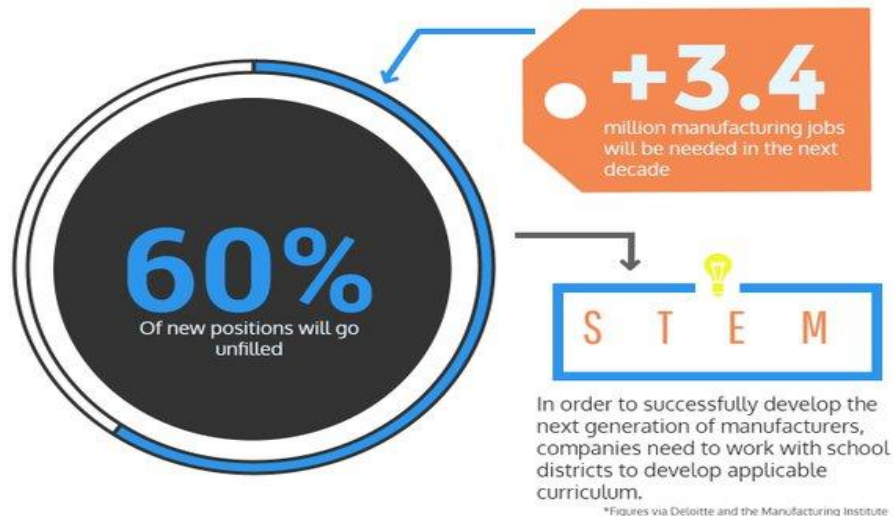 +3.4
million manufacturing jobs
will be needed in the next
decade
60%
Of new positions will go
unfilled
S T E M
In order to successfully develop the
next generation of manufacturers,
companies need to work with school
districts to develop applicable
curriculum.
*Figures via Deloitte and the Manufacturing Institute